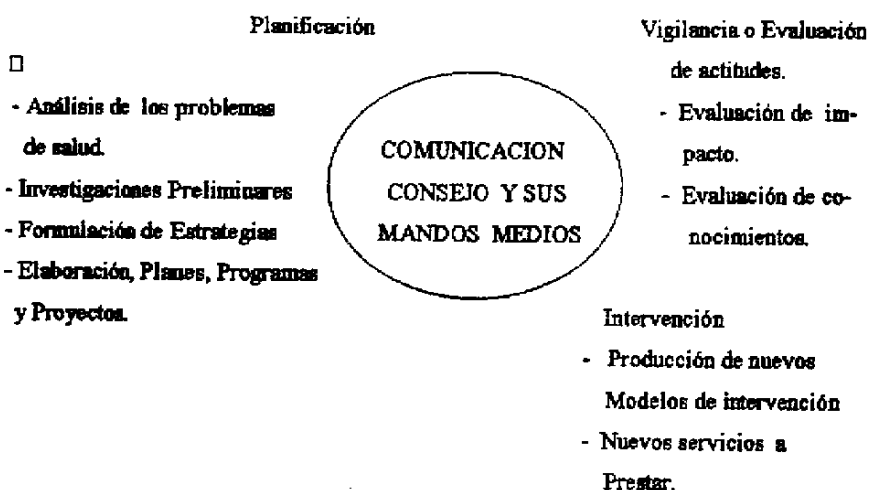 Planificación
- Análisis de los problemas
de salud.
- Investigaciones Preliminares
- Formulación de Estrategias
- Elaboración, Planes, Programas
y Proyectos.
COMUNICACION
CONSEJO Y SUS
MANDOS MEDIOS
Vigilancia o Evaluación
de actitudes.
- Evaluación de im-
pacto.
- Evaluación de co-
nocimientos.
Intervención
- Producción de nuevos
Modelos de intervención
- Nuevos servicios a
Prestar.